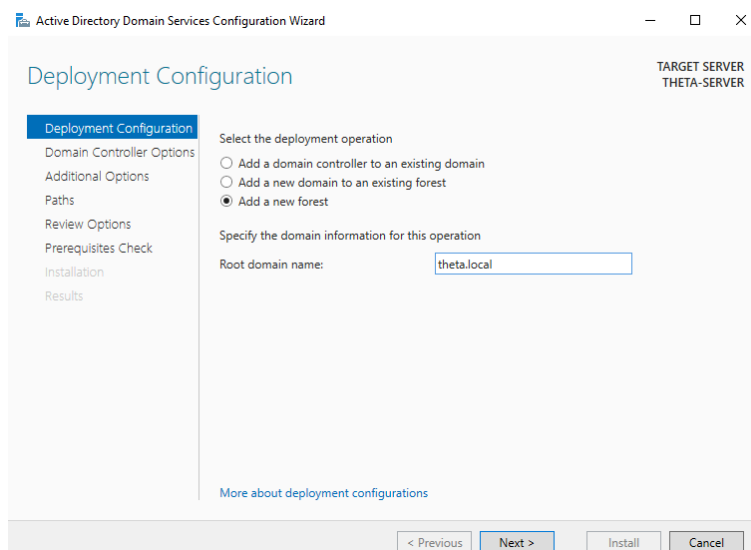 Active Directory Domain Services Configuration Wizard
Deployment Configuration
TARGET SERVER
THETA-SERVER
Deployment Configuration
Domain Controller Options
Additional Options
Paths
Review Options
Prerequisites Check
Installation
Results
Select the deployment operation
Add a domain controller to an existing domain
Add a new domain to an existing forest
Add a new forest
Specify the domain information for this operation
Root domain name: theta.local
More about deployment configurations
< Previous Next > Install Cancel